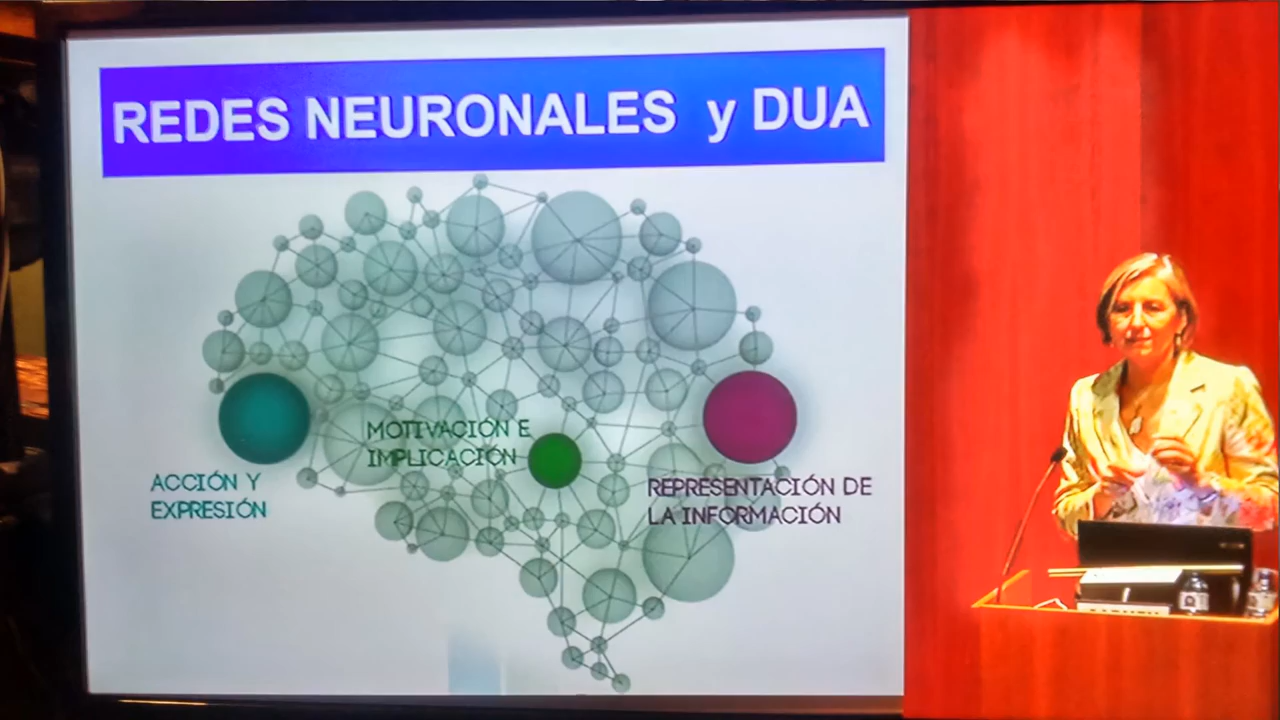 REDES NEURONALES y DUA
MOTIVACIÓN E
IMPLICACIÓN
ACCIÓN Y
EXPRESIÓN
REPRESENTACIÓN DE
LA INFORMACIÓN